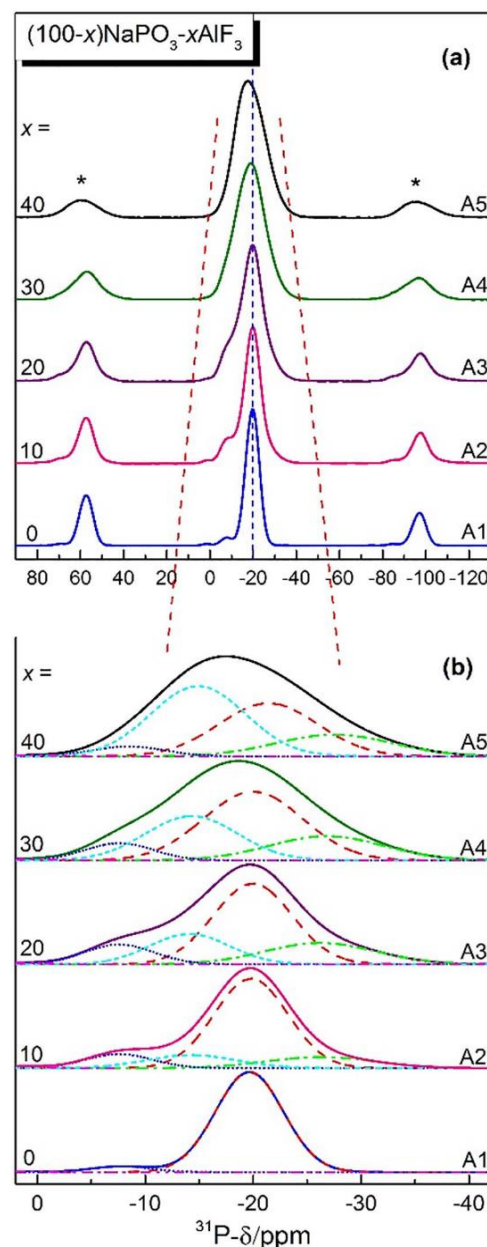 (100-x)NaPO₃-xAlF₃
(a)
x =
* *
40 A5
30 A4
20 A3
10 A2
0 A1
80 60 40 20 0 -20 -40 -60 -80 -100 -120
x = (b)
40 A5
30 A4
20 A3
10 A2
0 A1
0 -10 -20 -30 -40
³¹P-δ/ppm